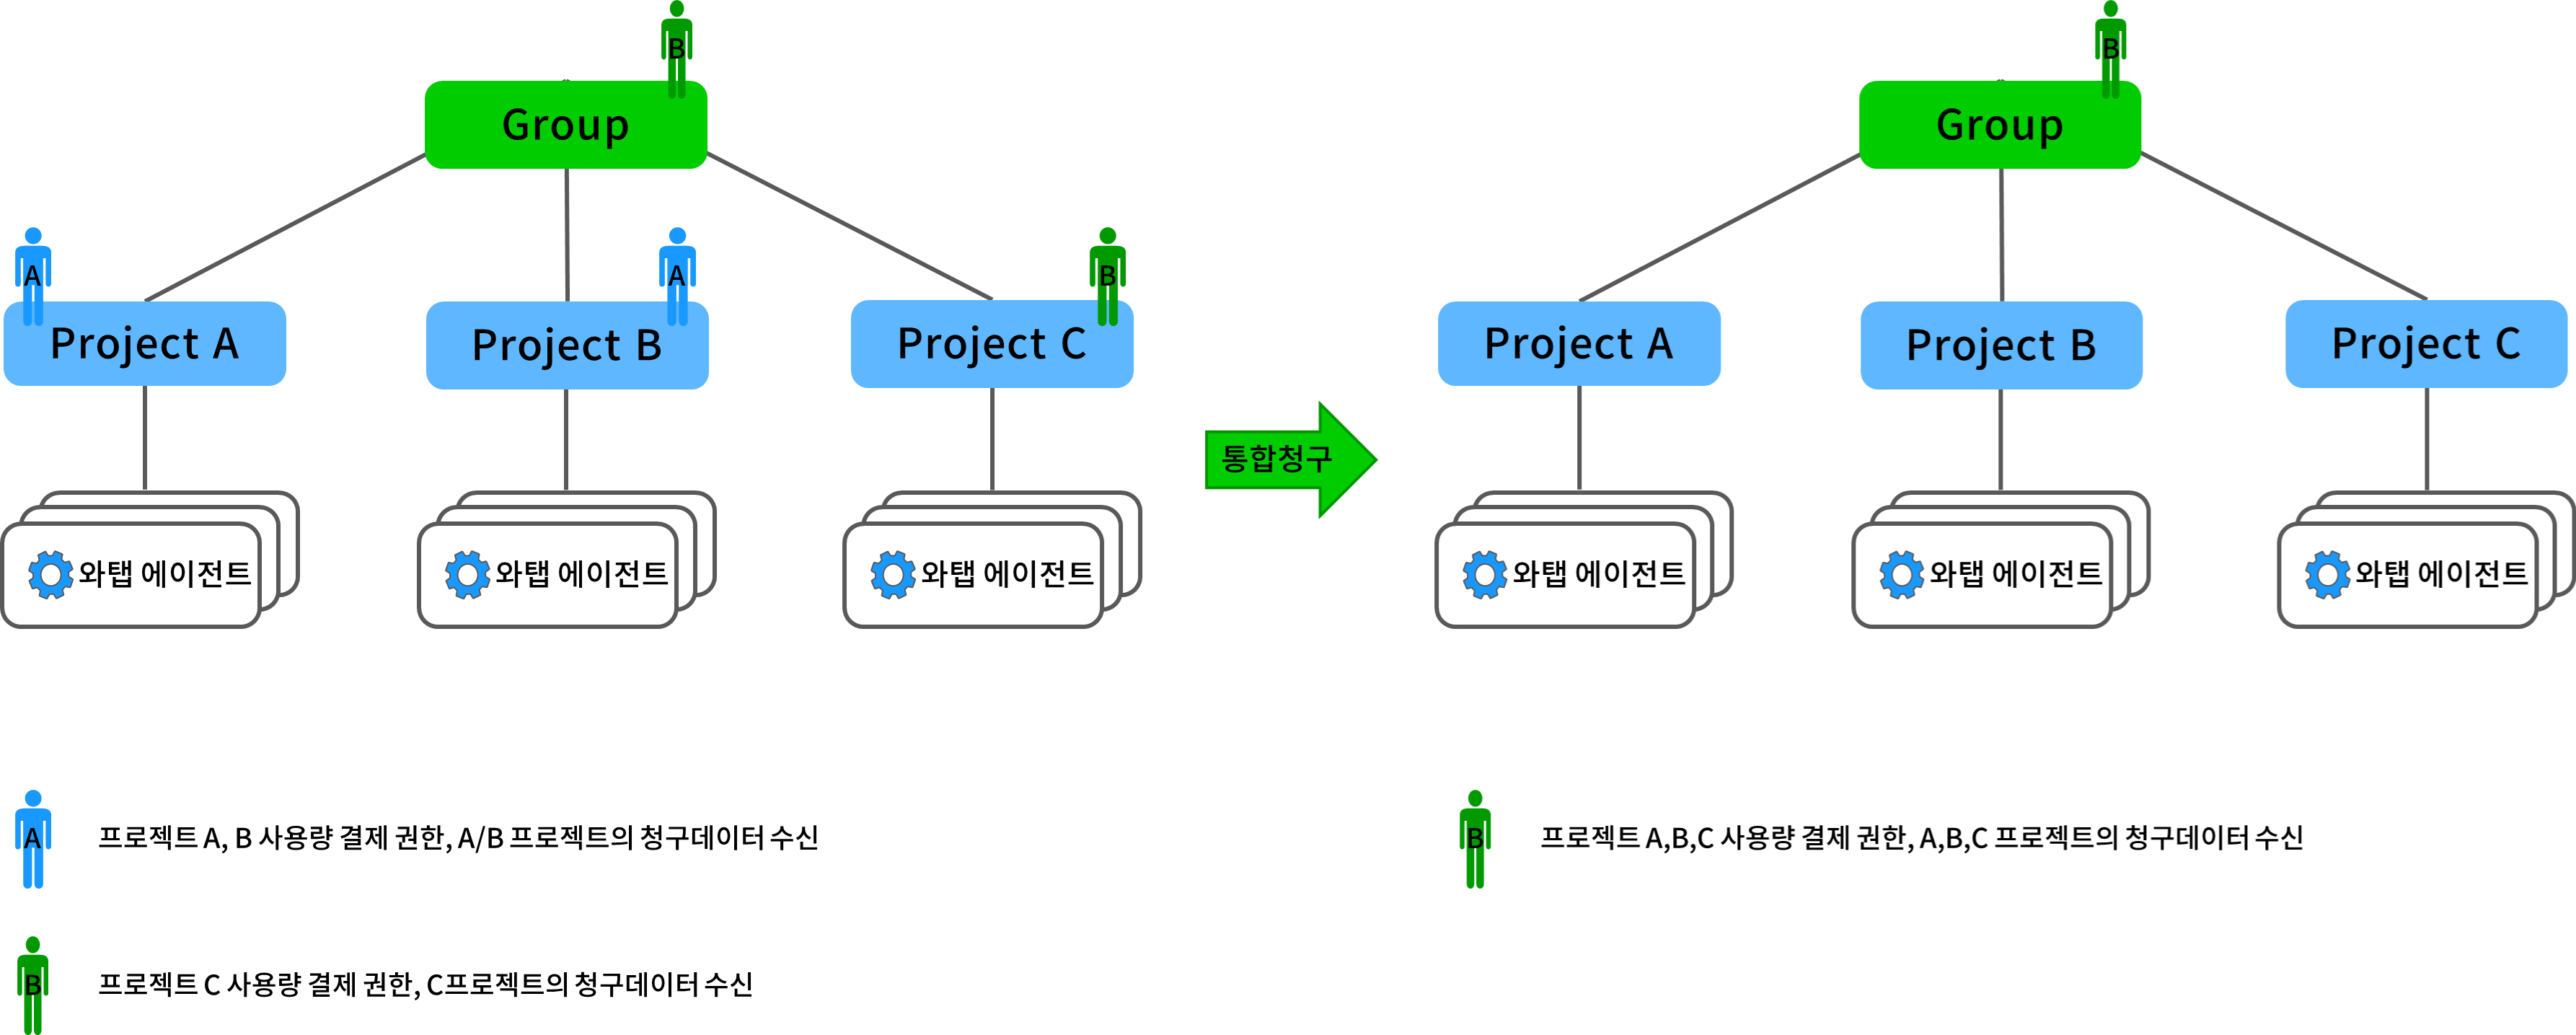 B
Group
A
A
B
Project A
Project B
Project C
와탭 에이전트
와탭 에이전트
와탭 에이전트
통합청구
B
Group
Project A
Project B
Project C
와탭 에이전트
와탭 에이전트
와탭 에이전트
A
프로젝트 A, B 사용량 결제 권한, A/B 프로젝트의 청구데이터 수신
B
프로젝트 C 사용량 결제 권한, C프로젝트의 청구데이터 수신
B
프로젝트 A,B,C 사용량 결제 권한, A,B,C 프로젝트의 청구데이터 수신